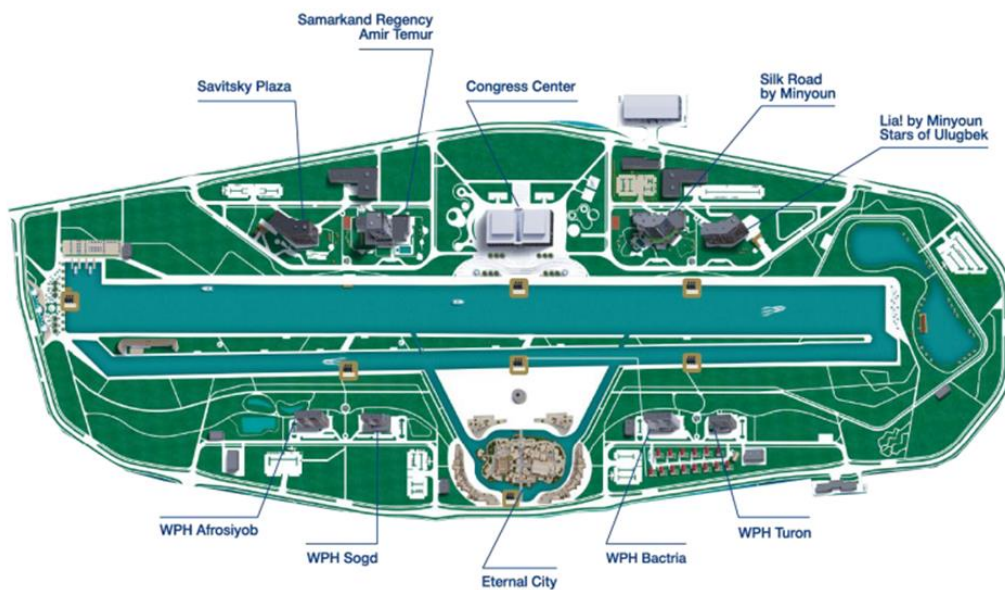 Samarkand Regency
Amir Temur
Savitsky Plaza
Congress Center
Silk Road
by Minyoun
Lia! by Minyoun
Stars of Ulugbek
WPH Afrosiyob
WPH Sogd
Eternal City
WPH Bactria
WPH Turon